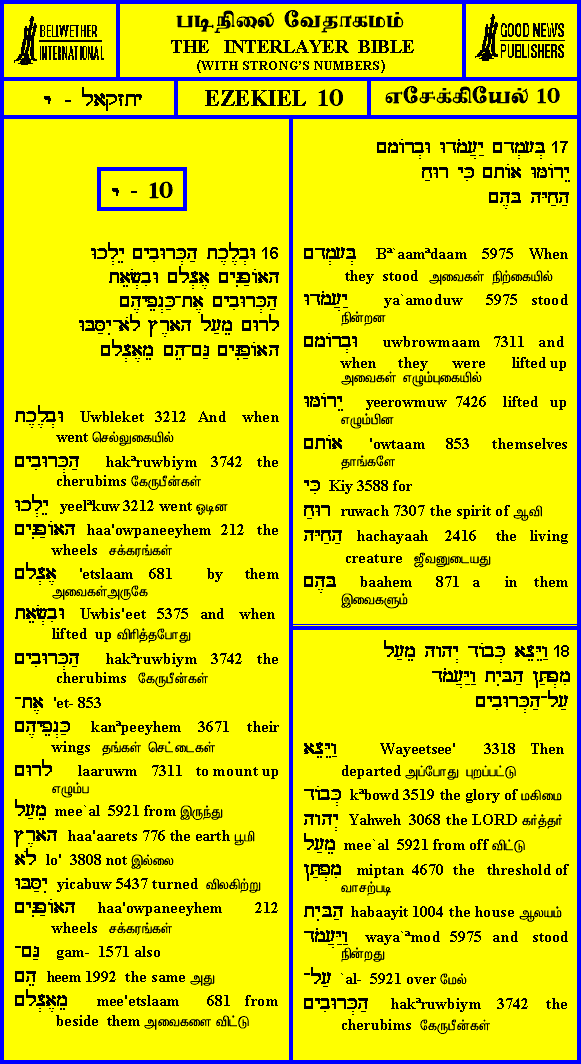 BELLWETHER
INTERNATIONAL
படிநிலை வேதாகமம்
THE INTERLAYER BIBLE
(WITH STRONG'S NUMBERS)
GOOD NEWS
PUBLISHERS
יחזקאל - י
EZEKIEL 10
எசேக்கியேல் 10
י - 10
16 וּבְלֶכֶת הַכְּרוּבִים יֵלְכוּ
הָאוֹפַנִּים אֶצְלָם וּבִשְׂאֵת
הַכְּרוּבִים אֶת־כַּנְפֵיהֶם
לָרוּם מֵעַל הָאָרֶץ לֹא־יִסַּבּוּ
הָאוֹפַנִּים גַּם־הֵם מֵאֶצְלָם
וּבְלֶכֶת Uwbleket 3212 And when
went செல்லுகையில்
הַכְּרוּבִים hakᵃruwbiym 3742 the
cherubims கேருபீன்கள்
יֵלְכוּ yeelᵃkuw 3212 went ஓடின
הָאוֹפַנִּים haa'owpaneeyhem 212 the
wheels சக்கரங்கள்
אֶצְלָם 'etslaam 681 by them
அவைகள்அருகே
וּבִשְׂאֵת Uwbis'eet 5375 and when
lifted up விரித்தபோது
הַכְּרוּבִים hakᵃruwbiym 3742 the
cherubims கேருபீன்கள்
אֶת־ 'et- 853
כַּנְפֵיהֶם kanᵃpeeyhem 3671 their
wings தங்கள் செட்டைகள்
לָרוּם laaruwm 7311 to mount up
எழும்ப
מֵעַל mee`al 5921 from இருந்து
הָאָרֶץ haa'aarets 776 the earth பூமி
לֹא lo' 3808 not இல்லை
יִסַּבּוּ yicabuw 5437 turned விலகிற்று
הָאוֹפַנִּים haa'owpaneeyhem 212
wheels சக்கரங்கள்
גַּם־ gam- 1571 also
הֵם heem 1992 the same அது
מֵאֶצְלָם mee'etslaam 681 from
beside them அவைகளை விட்டு
17 בְּעָמְדָם יַעֲמֹדוּ וּבְרוֹמָם
יֵרוֹמּוּ אוֹתָם כִּי רוּחַ
הַחַיָּה בָּהֶם
בְּעָמְדָם Bᵃ`aamᵃdaam 5975 When
they stood அவைகள் நிற்கையில்
יַעֲמֹדוּ ya`amoduw 5975 stood
நின்றன
וּבְרוֹמָם uwbrowmaam 7311 and
when they were lifted up
அவைகள் எழும்புகையில்
יֵרוֹמּוּ yeerowmuw 7426 lifted up
எழும்பின
אוֹתָם 'owtaam 853 themselves
தாங்களே
כִּי Kiy 3588 for
רוּחַ ruwach 7307 the spirit of ஆவி
הַחַיָּה hachayaah 2416 the living
creature ஜீவனுடையது
בָּהֶם baahem 871 a in them
இவைகளும்
18 וַיֵּצֵא כְּבוֹד יְהוָה מֵעַל
מִפְתַּן הַבָּיִת וַיַּעֲמֹד
עַל־הַכְּרוּבִים
וַיֵּצֵא Wayeetsee' 3318 Then
departed அப்போது புறப்பட்டு
כְּבוֹד kᵃbowd 3519 the glory of மகிமை
יְהוָה Yahweh 3068 the LORD கர்த்தர்
מֵעַל mee`al 5921 from off விட்டு
מִפְתַּן miptan 4670 the threshold of
வாசற்படி
הַבָּיִת habaayit 1004 the house ஆலயம்
וַיַּעֲמֹד waya`ᵃmod 5975 and stood
நின்றது
עַל־ `al- 5921 over மேல்
הַכְּרוּבִים hakᵃruwbiym 3742 the
cherubims கேருபீன்கள்